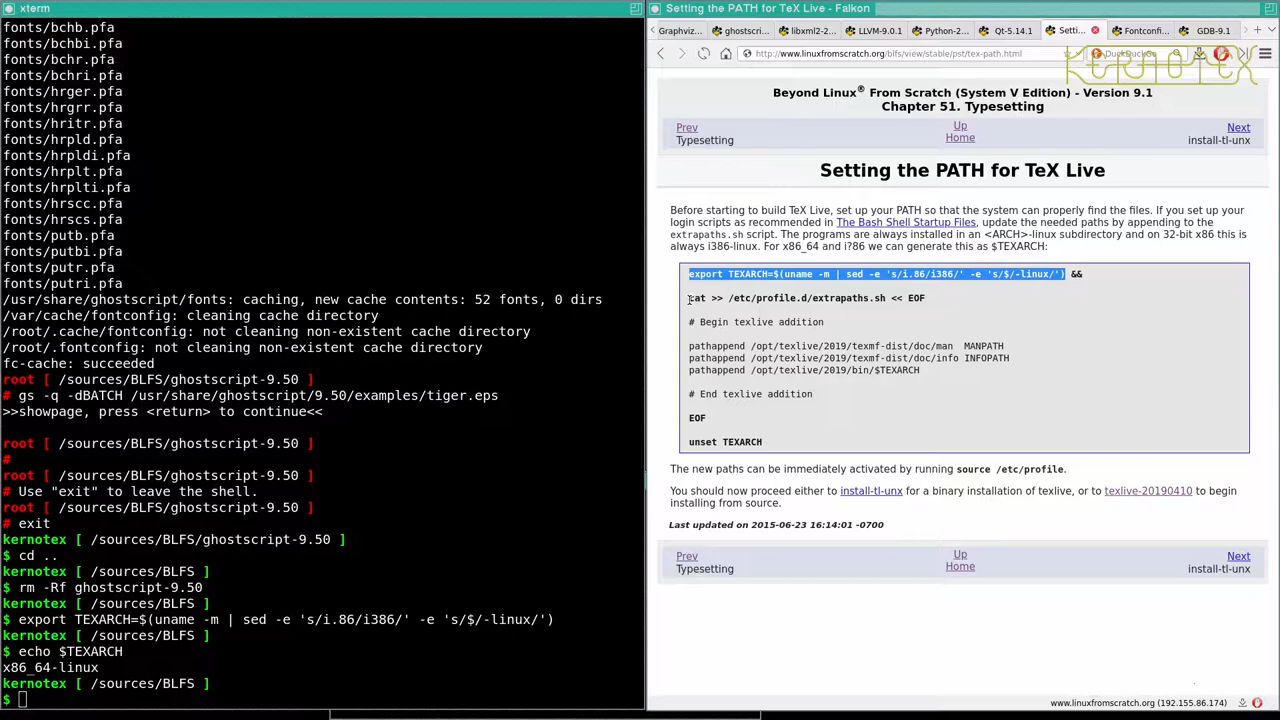 xterm
fonts/bchb.pfa
fonts/bchbi.pfa
fonts/bchr.pfa
fonts/bchri.pfa
fonts/hrger.pfa
fonts/hrgrr.pfa
fonts/hritr.pfa
fonts/hrpld.pfa
fonts/hrpldi.pfa
fonts/hrplt.pfa
fonts/hrplti.pfa
fonts/hrscc.pfa
fonts/hrscs.pfa
fonts/putb.pfa
fonts/putbi.pfa
fonts/putr.pfa
fonts/putri.pfa
/usr/share/ghostscript/fonts: caching, new cache contents: 52 fonts, 0 dirs
/var/cache/fontconfig: cleaning cache directory
/root/.cache/fontconfig: not cleaning non-existent cache directory
/root/.fontconfig: not cleaning non-existent cache directory
fc-cache: succeeded
root [ /sources/BLFS/ghostscript-9.50 ]
# gs -q -dBATCH /usr/share/ghostscript/9.50/examples/tiger.eps
>>showpage, press <return> to continue<<
root [ /sources/BLFS/ghostscript-9.50 ]
#
root [ /sources/BLFS/ghostscript-9.50 ]
# Use "exit" to leave the shell.
root [ /sources/BLFS/ghostscript-9.50 ]
# exit
kernotex [ /sources/BLFS/ghostscript-9.50 ]
$ cd ..
kernotex [ /sources/BLFS ]
$ rm -Rf ghostscript-9.50
kernotex [ /sources/BLFS ]
$ export TEXARCH=$(uname -m | sed -e 's/i.86/i386/' -e 's/$/-linux/')
kernotex [ /sources/BLFS ]
$ echo $TEXARCH
x86_64-linux
kernotex [ /sources/BLFS ]
$
Setting the PATH for TeX Live - Falkon
Graphviz... ghostscri... libxml2-2... LLVM-9.0.1 Python-2... Qt-5.14.1 Setti... Fontconfi... GDB-9.1
http://www.linuxfromscratch.org/blfs/view/stable/pst/tex-path.html DuckDuckGo
KERNOTEX
Beyond Linux® From Scratch (System V Edition) - Version 9.1
Chapter 51. Typesetting
Prev Up Next
Typesetting Home install-tl-unx
Setting the PATH for TeX Live
Before starting to build TeX Live, set up your PATH so that the system can properly find the files. If you set up your
login scripts as recommended in The Bash Shell Startup Files, update the needed paths by appending to the
extrapaths.sh script. The programs are always installed in an <ARCH>-linux subdirectory and on 32-bit x86 this is
always i386-linux. For x86_64 and i?86 we can generate this as $TEXARCH:
export TEXARCH=$(uname -m | sed -e 's/i.86/i386/' -e 's/$/-linux/') &&
cat >> /etc/profile.d/extrapaths.sh << EOF
# Begin texlive addition
pathappend /opt/texlive/2019/texmf-dist/doc/man  MANPATH
pathappend /opt/texlive/2019/texmf-dist/doc/info INFOPATH
pathappend /opt/texlive/2019/bin/$TEXARCH
# End texlive addition
EOF
unset TEXARCH
The new paths can be immediately activated by running source /etc/profile.
You should now proceed either to install-tl-unx for a binary installation of texlive, or to texlive-20190410 to begin
installing from source.
Last updated on 2015-06-23 16:14:01 -0700
Prev Up Next
Typesetting Home install-tl-unx
www.linuxfromscratch.org (192.155.86.174)